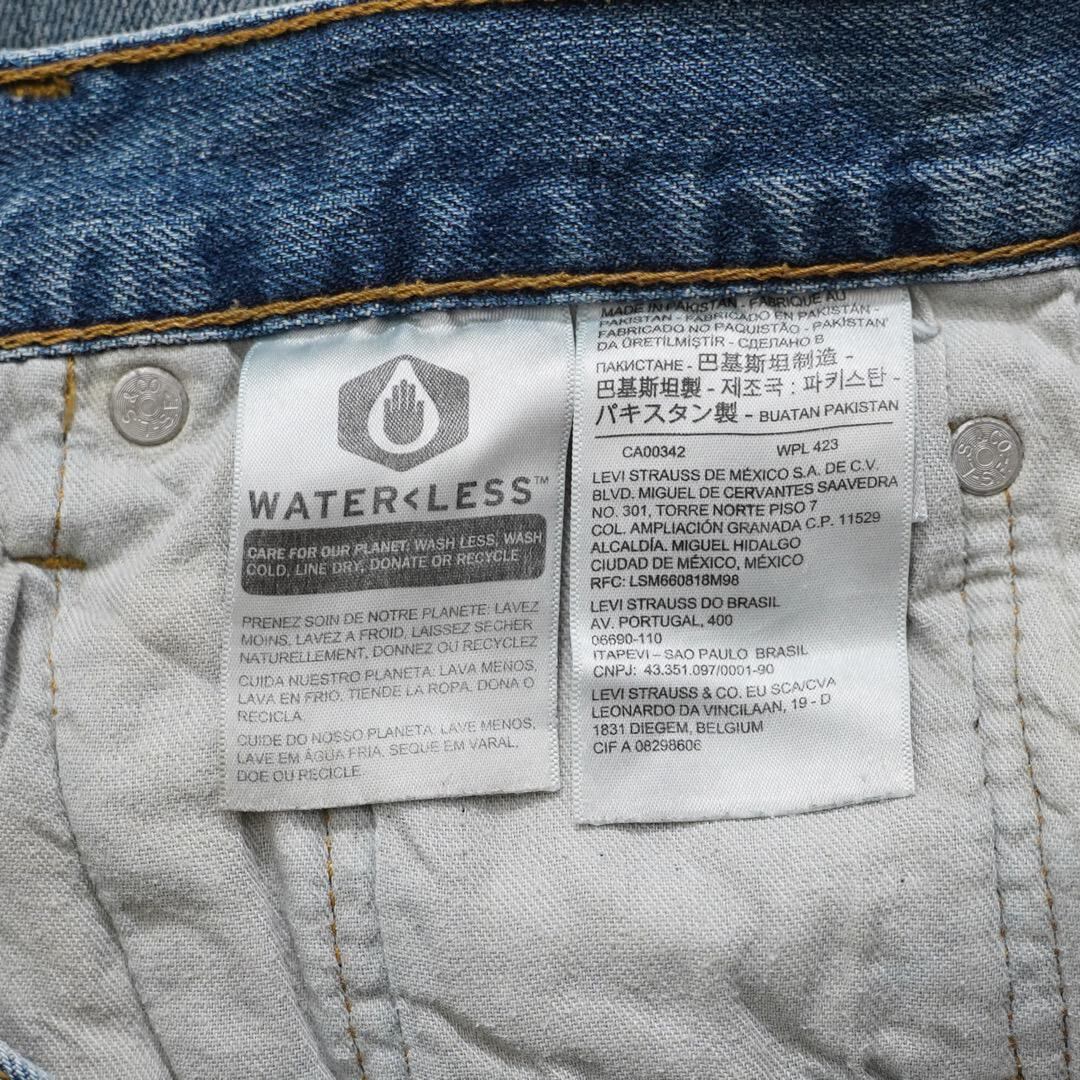 WATER<LESS™
CARE FOR OUR PLANET: WASH LESS, WASH
COLD, LINE DRY, DONATE OR RECYCLE
PRENEZ SOIN DE NOTRE PLANETE: LAVEZ
MOINS, LAVEZ A FROID, LAISSEZ SECHER
NATURELLEMENT, DONNEZ OU RECYCLEZ
CUIDA NUESTRO PLANETA: LAVA MENOS,
LAVA EN FRIO, TIENDE LA ROPA, DONA O
RECICLA.
CUIDE DO NOSSO PLANETA: LAVE MENOS,
LAVE EM ÁGUA FRIA, SEQUE EM VARAL,
DOE OU RECICLE.
MADE IN PAKISTAN - FABRIQUE AU
PAKISTAN - FABRICADO EN PAKISTÁN -
FABRICADO NO PAQUISTÃO - PAKİSTAN'
DA ÜRETİLMİŞTİR - СДЕЛАНО В
ПАКИСТАНЕ - 巴基斯坦制造 -
巴基斯坦製 - 제조국 : 파키스탄 -
パキスタン製 - BUATAN PAKISTAN
CA00342 WPL 423
LEVI STRAUSS DE MÉXICO S.A. DE C.V.
BLVD. MIGUEL DE CERVANTES SAAVEDRA
NO. 301, TORRE NORTE PISO 7
COL. AMPLIACIÓN GRANADA C.P. 11529
ALCALDÍA. MIGUEL HIDALGO
CIUDAD DE MÉXICO, MÉXICO
RFC: LSM660818M98
LEVI STRAUSS DO BRASIL
AV. PORTUGAL, 400
06690-110
ITAPEVI – SAO PAULO BRASIL
CNPJ: 43.351.097/0001-90
LEVI STRAUSS & CO. EU SCA/CVA
LEONARDO DA VINCILAAN, 19 - D
1831 DIEGEM, BELGIUM
CIF A 08298606